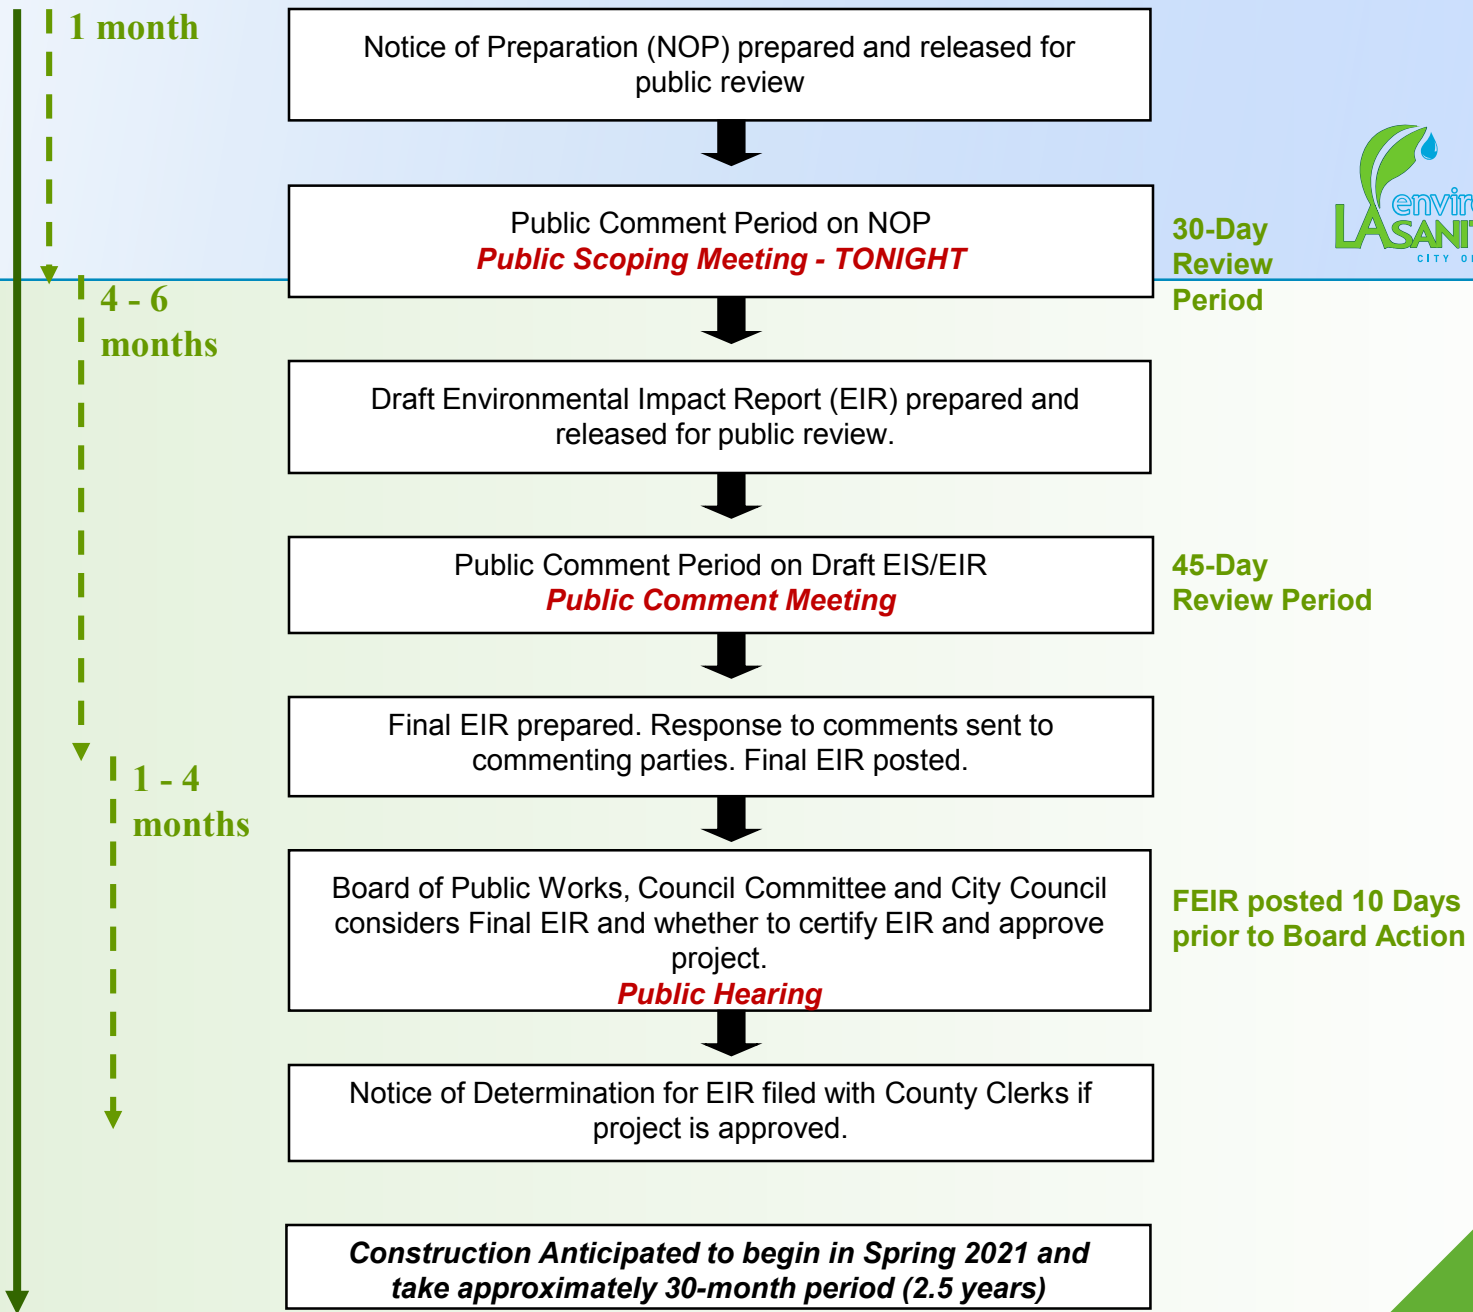 1 month
Notice of Preparation (NOP) prepared and released for
public review
Public Comment Period on NOP
Public Scoping Meeting - TONIGHT
30-Day
Review
Period
LA SANIT
CITY O
4 - 6
months
Draft Environmental Impact Report (EIR) prepared and
released for public review.
Public Comment Period on Draft EIS/EIR
Public Comment Meeting
45-Day
Review Period
Final EIR prepared. Response to comments sent to
commenting parties. Final EIR posted.
1 - 4
months
Board of Public Works, Council Committee and City Council
considers Final EIR and whether to certify EIR and approve
project.
Public Hearing
FEIR posted 10 Days
prior to Board Action
Notice of Determination for EIR filed with County Clerks if
project is approved.
Construction Anticipated to begin in Spring 2021 and
take approximately 30-month period (2.5 years)